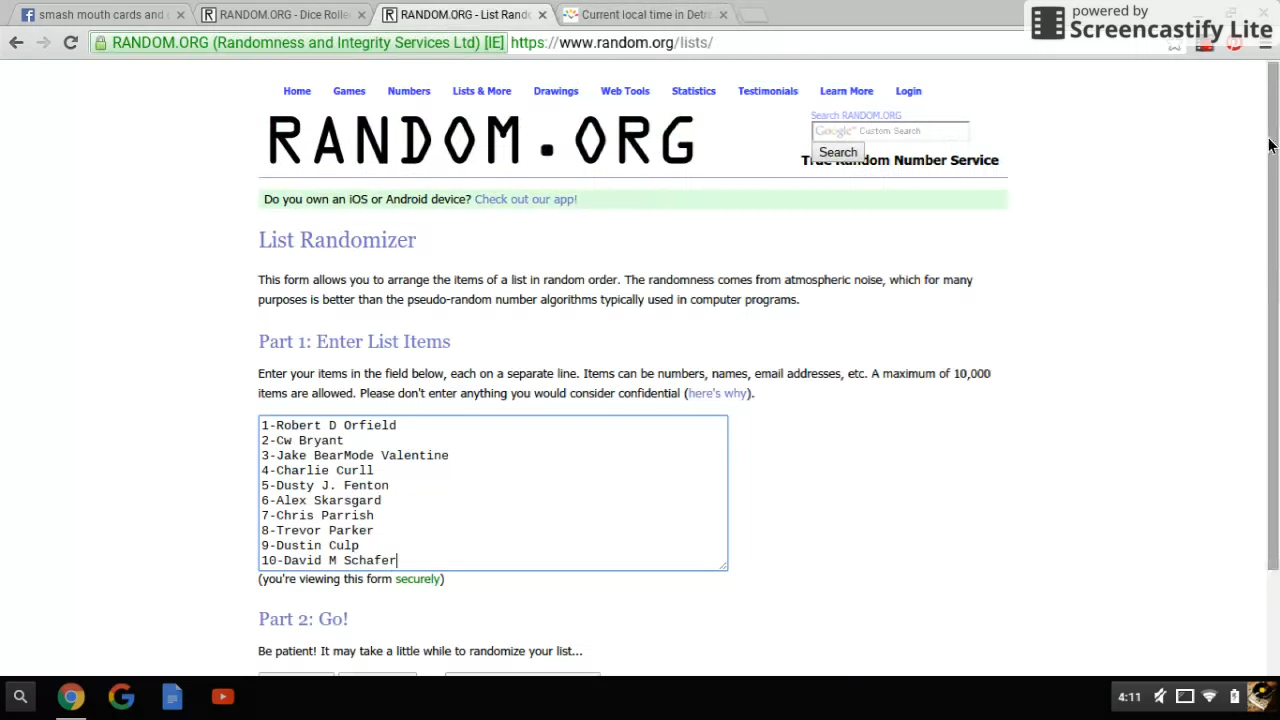 powered by
Screencastify Lite
smash mouth cards and
RANDOM.ORG - Dice Rolle
RANDOM.ORG - List Rand
Current local time in Detr
RANDOM.ORG (Randomness and Integrity Services Ltd) [IE] https://www.random.org/lists/
Home Games Numbers Lists & More Drawings Web Tools Statistics Testimonials Learn More Login
RANDOM.ORG
Search RANDOM.ORG
Google™ Custom Search
Search
True Random Number Service
Do you own an iOS or Android device? Check out our app!
List Randomizer
This form allows you to arrange the items of a list in random order. The randomness comes from atmospheric noise, which for many
purposes is better than the pseudo-random number algorithms typically used in computer programs.
Part 1: Enter List Items
Enter your items in the field below, each on a separate line. Items can be numbers, names, email addresses, etc. A maximum of 10,000
items are allowed. Please don't enter anything you would consider confidential (here's why).
1-Robert D Orfield
2-Cw Bryant
3-Jake BearMode Valentine
4-Charlie Curll
5-Dusty J. Fenton
6-Alex Skarsgard
7-Chris Parrish
8-Trevor Parker
9-Dustin Culp
10-David M Schafer
(you're viewing this form securely)
Part 2: Go!
Be patient! It may take a little while to randomize your list...
4:11